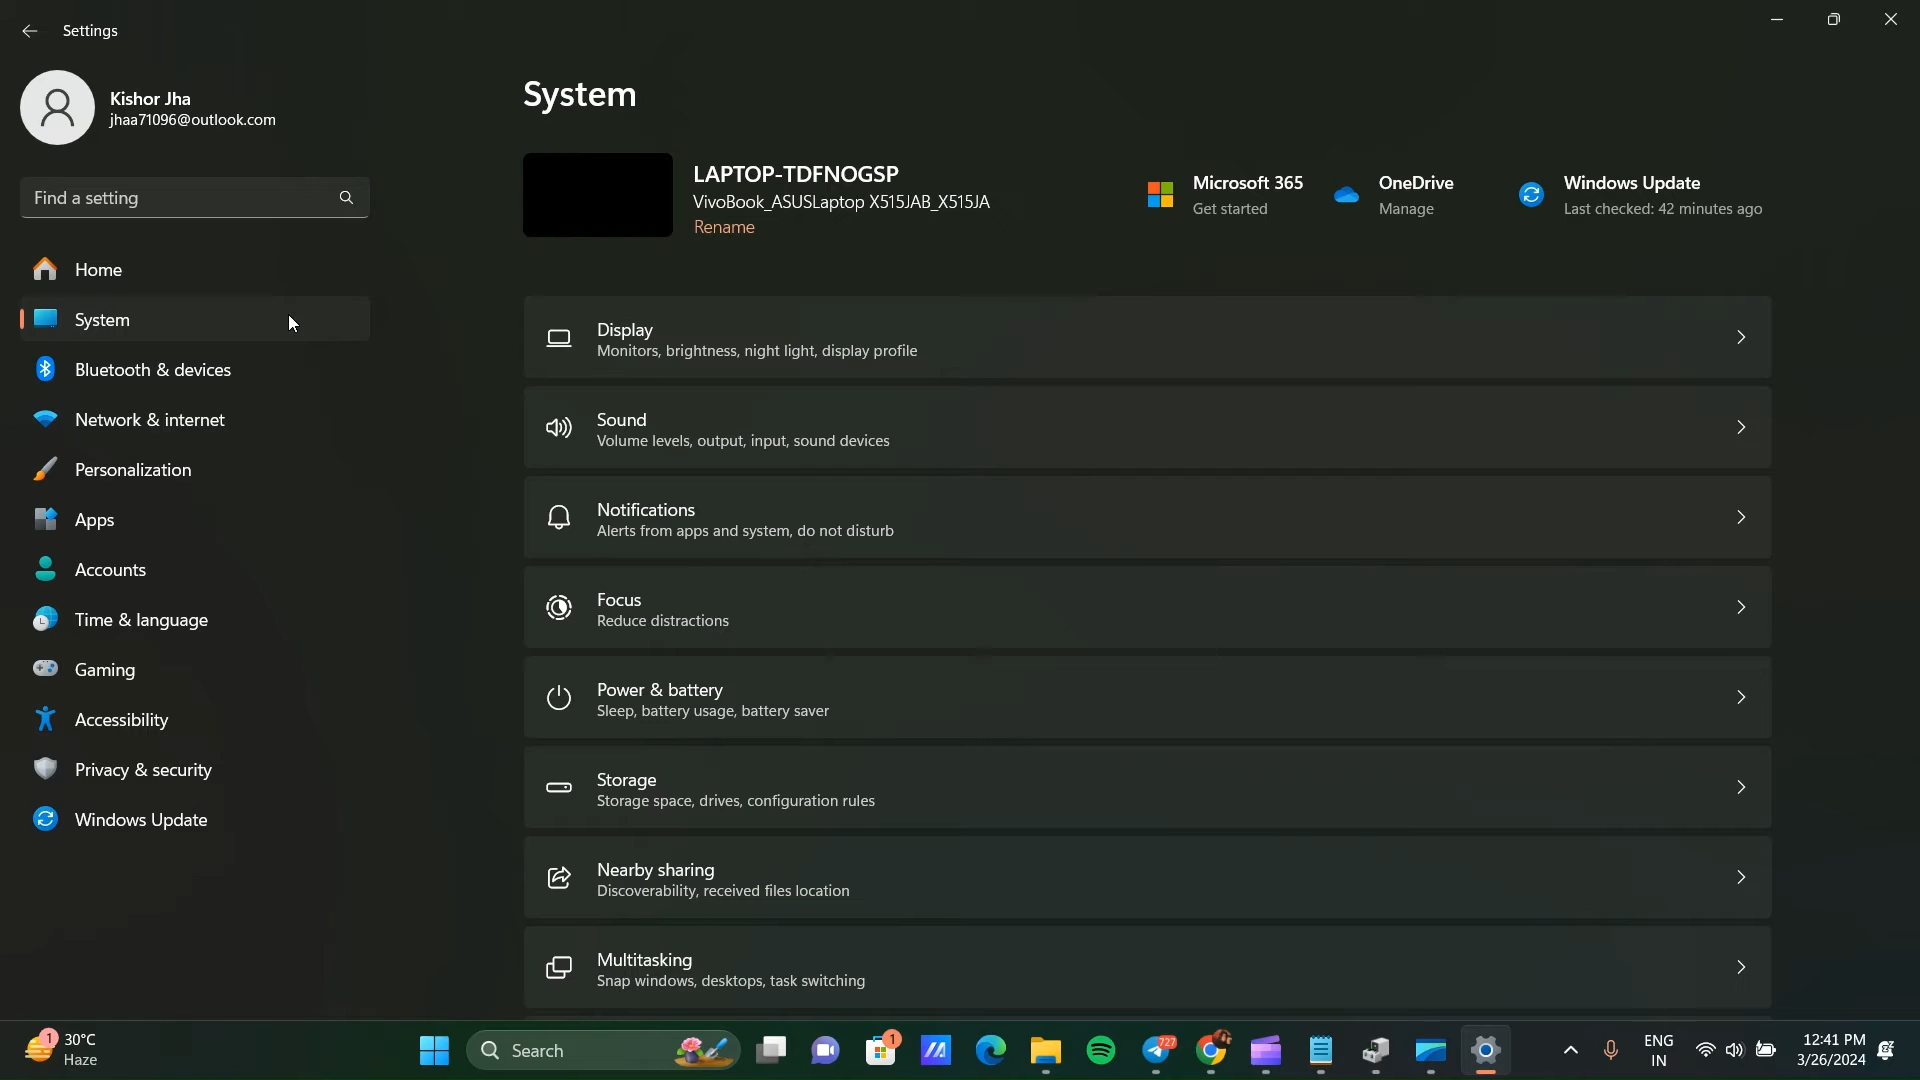 Settings
Kishor Jha
jhaa71096@outlook.com
Find a setting
Home
System
Bluetooth & devices
Network & internet
Personalization
Apps
Accounts
Time & language
Gaming
Accessibility
Privacy & security
Windows Update
System
LAPTOP-TDFNOGSP
VivoBook_ASUSLaptop X515JAB_X515JA
Rename
Microsoft 365
Get started
OneDrive
Manage
Windows Update
Last checked: 42 minutes ago
Display
Monitors, brightness, night light, display profile
Sound
Volume levels, output, input, sound devices
Notifications
Alerts from apps and system, do not disturb
Focus
Reduce distractions
Power & battery
Sleep, battery usage, battery saver
Storage
Storage space, drives, configuration rules
Nearby sharing
Discoverability, received files location
Multitasking
Snap windows, desktops, task switching
1
30°C
Haze
Search
1
727
ENG
IN
12:41 PM
3/26/2024